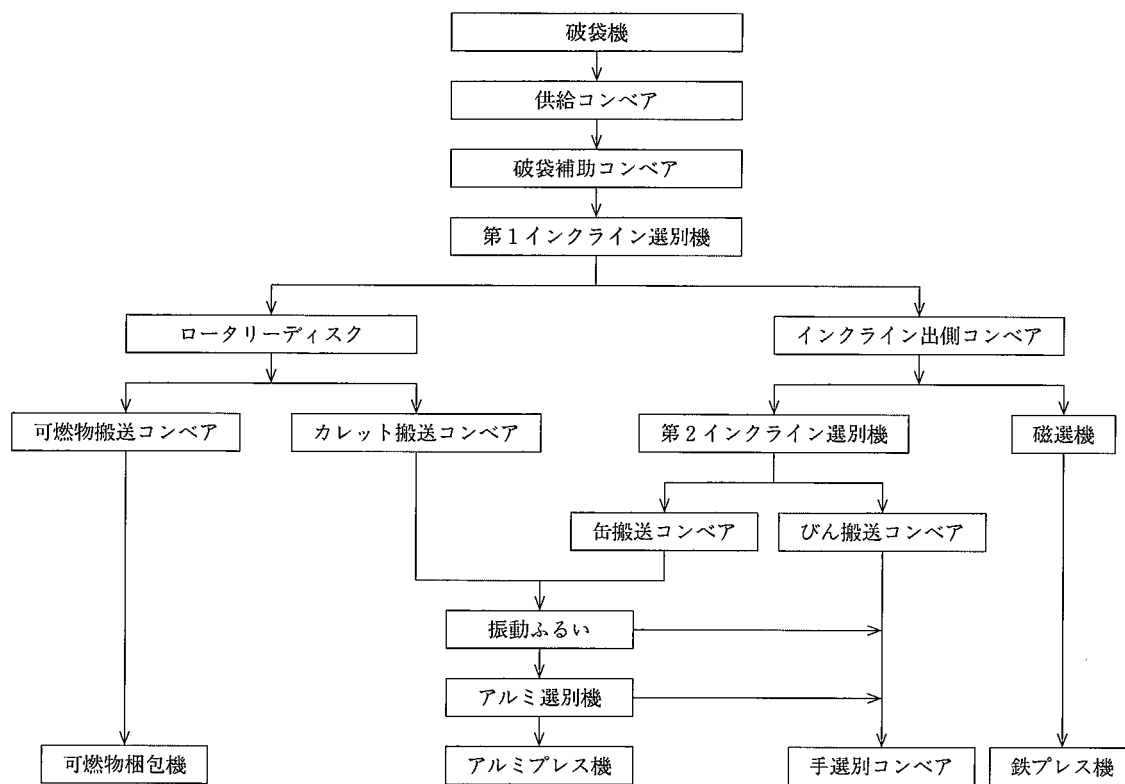 破袋機
供給コンベア
破袋補助コンベア
第1インクライン選別機
ロータリーディスク
インクライン出側コンベア
可燃物搬送コンベア
カレット搬送コンベア
第2インクライン選別機
磁選機
缶搬送コンベア
びん搬送コンベア
振動ふるい
アルミ選別機
可燃物梱包機
アルミプレス機
手選別コンベア
鉄プレス機